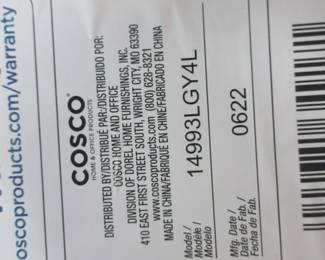 oscoproducts.com/warranty
COSCO
HOME & OFFICE PRODUCTS
DISTRIBUTED BY/DISTRIBUÉ PAR:/DISTRIBUIDO POR:
COSCO HOME AND OFFICE
DIVISION OF DOREL HOME FURNISHINGS, INC.
410 EAST FIRST STREET SOUTH, WRIGHT CITY, MO 63390
www.coscoproducts.com (800) 628-8321
MADE IN CHINA/FABRIQUÉ EN CHINE/FABRICADO EN CHINA
Model /
Modèle /
Modelo
14993LGY4L
Mfg. Date /
Date de Fab. /
Fecha de Fab.
0622